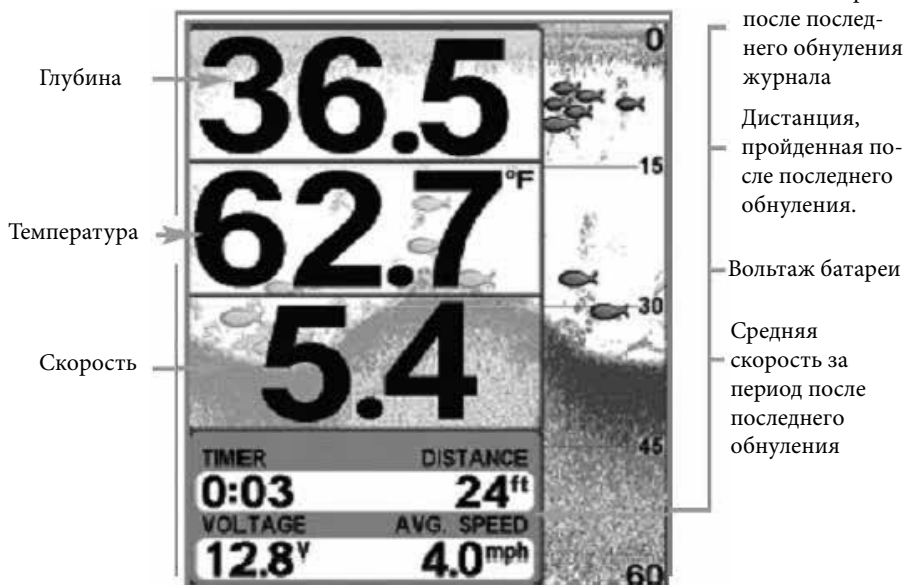 Глубина
Температура
Скорость
36.5
62.7°F
5.4
TIMER DISTANCE
0:03 24ft
VOLTAGE AVG. SPEED
12.8V 4.0mph
0
15
30
45
60
после послед-
него обнуления
журнала
Дистанция,
пройденная по-
сле последнего
обнуления.
Вольтаж батареи
Средняя
скорость за
период после
последнего
обнуления